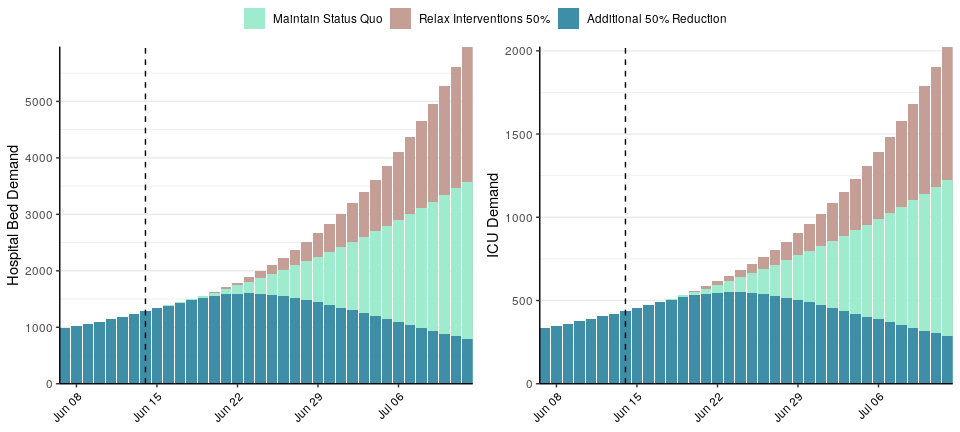 Maintain Status Quo Relax Interventions 50% Additional 50% Reduction
Hospital Bed Demand
5000
4000
3000
2000
1000
0
Jun 08 Jun 15 Jun 22 Jun 29 Jul 06
ICU Demand
2000
1500
1000
500
0
Jun 08 Jun 15 Jun 22 Jun 29 Jul 06